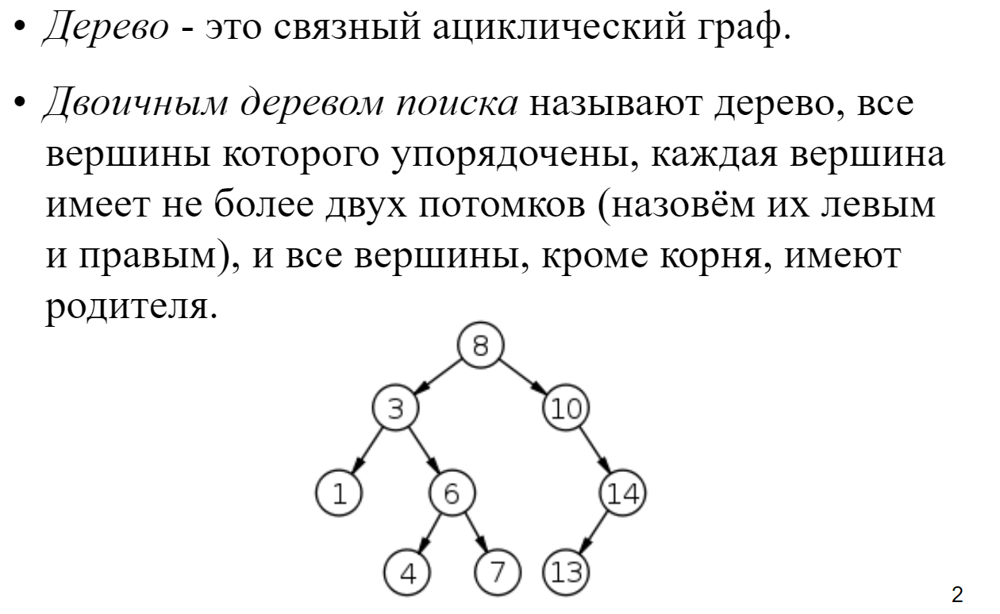 • Дерево - это связный ациклический граф.
• Двоичным деревом поиска называют дерево, все
вершины которого упорядочены, каждая вершина
имеет не более двух потомков (назовём их левым
и правым), и все вершины, кроме корня, имеют
родителя.
8
3 10
1 6 14
4 7 13
2